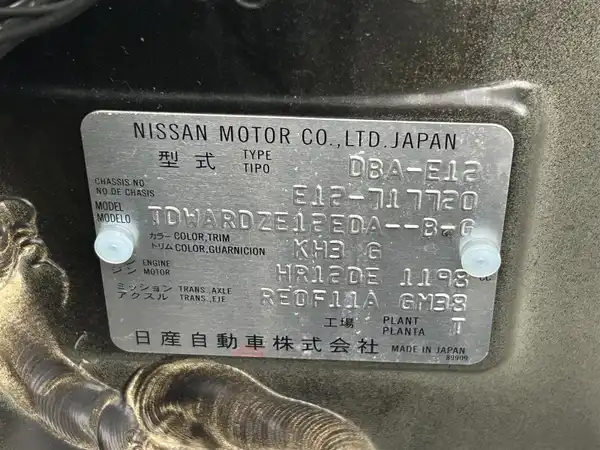 NISSAN MOTOR CO.,LTD.JAPAN
型式 TYPE TIPO DBA-E12
CHASSIS NO. NO DE CHASIS E12-717720
MODEL MODELO TDWARDZE12EDA--B-G
カラー COLOR,TRIM トリム COLOR,GUARNICION KH3 G
ENGINE ジン MOTOR HR12DE 1198 cc
ミッション TRANS.,AXLE アクスル TRANS.,EJE RE0F11A GM38
工場 PLANT PLANTA T
日産自動車株式会社 MADE IN JAPAN
89909